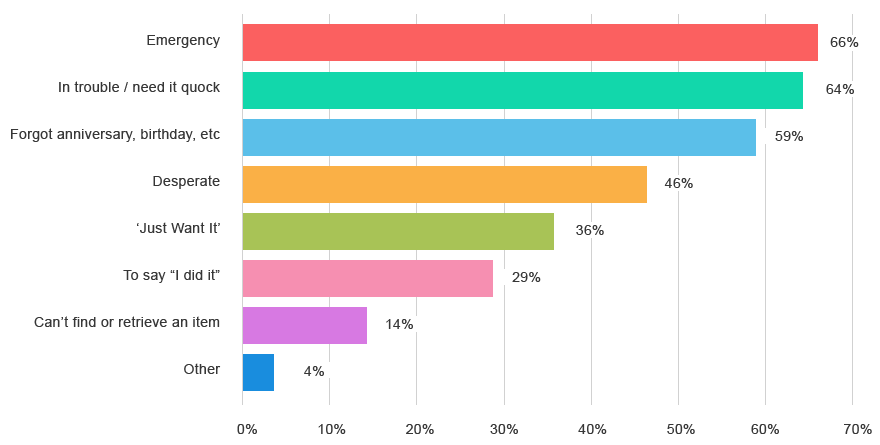 Emergency 66%
In trouble / need it quock 64%
Forgot anniversary, birthday, etc 59%
Desperate 46%
‘Just Want It’ 36%
To say “I did it” 29%
Can’t find or retrieve an item 14%
Other 4%
0% 10% 20% 30% 40% 50% 60% 70%